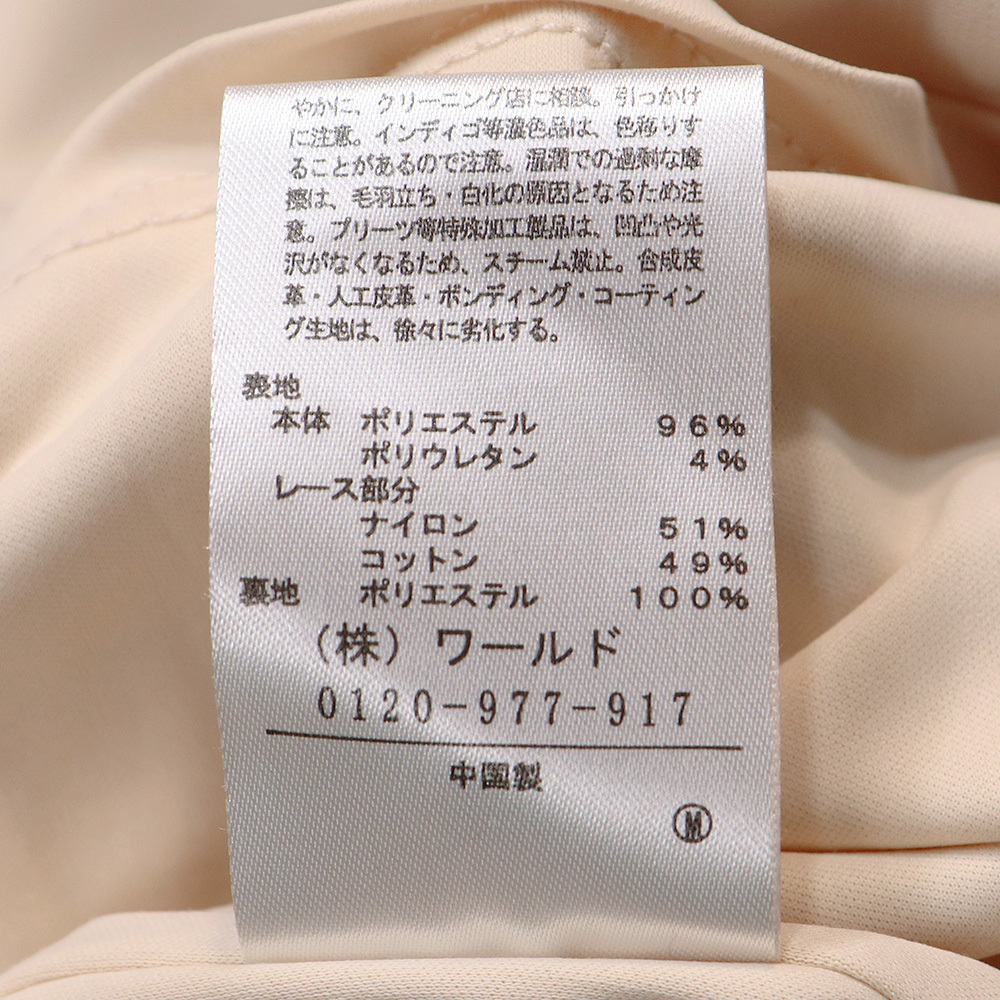 やかに、クリーニング店に相談。引っかけ
に注意。インディゴ等濃色品は、色移りす
ることがあるので注意。湿潤での過剰な摩
擦は、毛羽立ち・白化の原因となるため注
意。プリーツ等特殊加工製品は、凹凸や光
沢がなくなるため、スチーム禁止。合成皮
革・人工皮革・ボンディング・コーティン
グ生地は、徐々に劣化する。
表地
本体 ポリエステル 96%
ポリウレタン 4%
レース部分
ナイロン 51%
コットン 49%
裏地 ポリエステル 100%
(株)ワールド
0120-977-917
中国製
Ⓜ